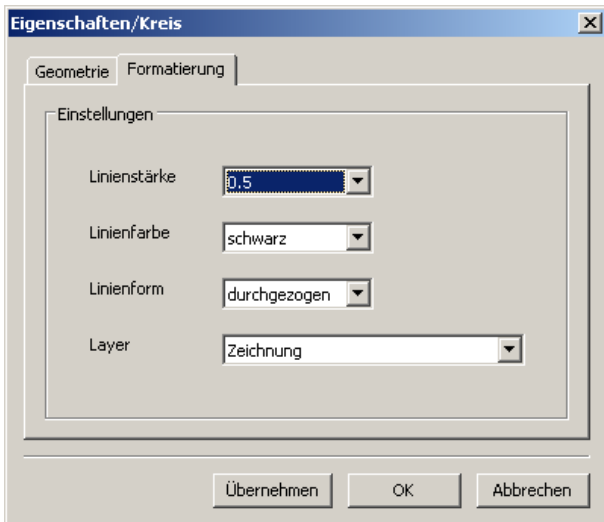 Eigenschaften/Kreis
Geometrie Formatierung
Einstellungen
Linienstärke 0.5
Linienfarbe schwarz
Linienform durchgezogen
Layer Zeichnung
Übernehmen OK Abbrechen